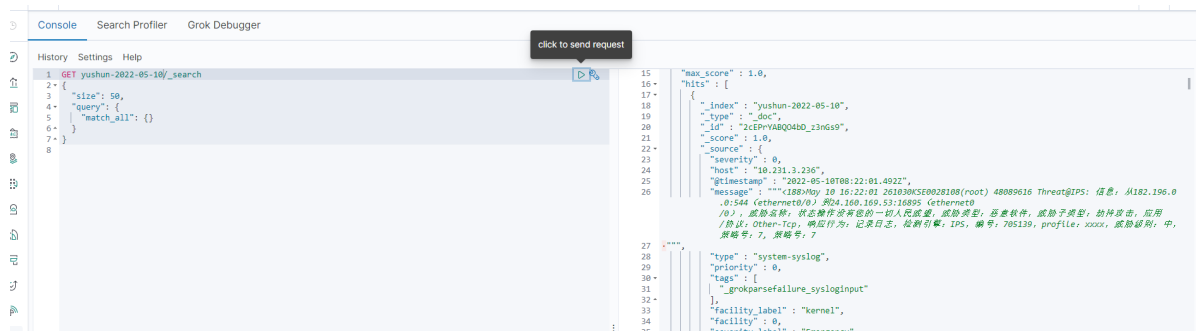 Console Search Profiler Grok Debugger
click to send request
History Settings Help
1 GET yushun-2022-05-10/_search
2 {
3 "size": 50,
4 "query": {
5 "match_all": {}
6 }
7 }
8
15 "max_score" : 1.0,
16 "hits" : [
17 {
18 "_index" : "yushun-2022-05-10",
19 "_type" : "_doc",
20 "_id" : "2cEPrYABQO4bD_z3nGs9",
21 "_score" : 1.0,
22 "_source" : {
23 "severity" : 0,
24 "host" : "10.231.3.236",
25 "@timestamp" : "2022-05-10T08:22:01.492Z",
26 "message" : """<188>May 10 16:22:01 261030KSE0028108(root) 48089616 Threat@IPS: 信息: 从182.196.0
.0:544 (ethernet0/0) 到24.160.169.53:16895 (ethernet0
/0), 威胁名称: 状态操作没有您的一切人民威望, 威胁类型: 恶意软件, 威胁子类型: 劫持攻击, 应用
/协议: Other-Tcp, 响应行为: 记录日志, 检测引擎: IPS, 编号: 705139, profile: xxxx, 威胁级别: 中,
策略号: 7, 策略号: 7
27 """,
28 "type" : "system-syslog",
29 "priority" : 0,
30 "tags" : [
31 "_grokparsefailure_sysloginput"
32 ],
33 "facility_label" : "kernel",
34 "facility" : 0,